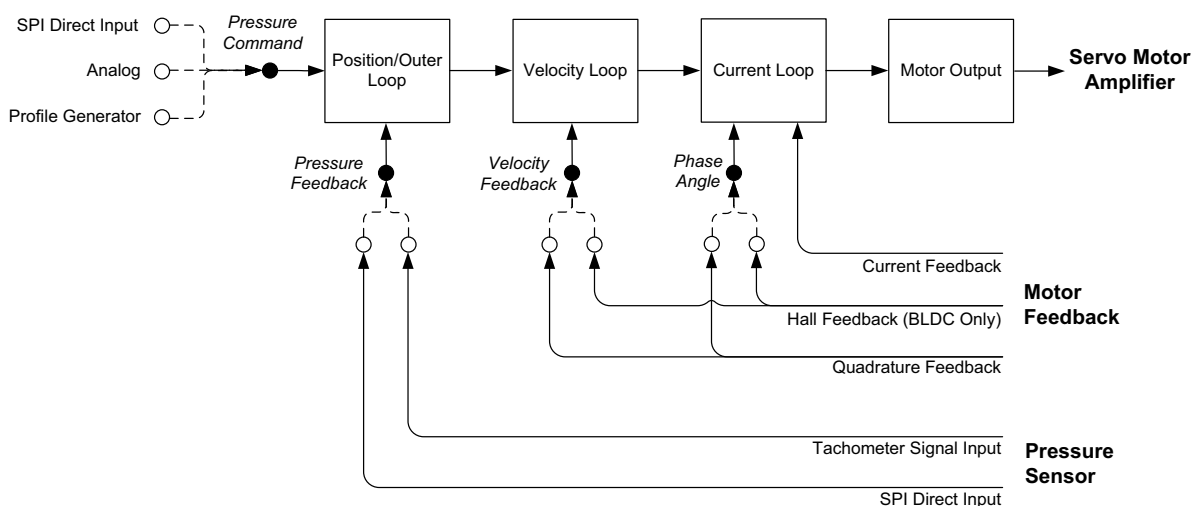 SPI Direct Input
Analog
Profile Generator
Pressure
Command
Position/Outer
Loop
Velocity Loop
Current Loop
Motor Output
Servo Motor
Amplifier
Pressure
Feedback
Velocity
Feedback
Phase
Angle
Current Feedback
Hall Feedback (BLDC Only)
Quadrature Feedback
Motor
Feedback
Tachometer Signal Input
SPI Direct Input
Pressure
Sensor